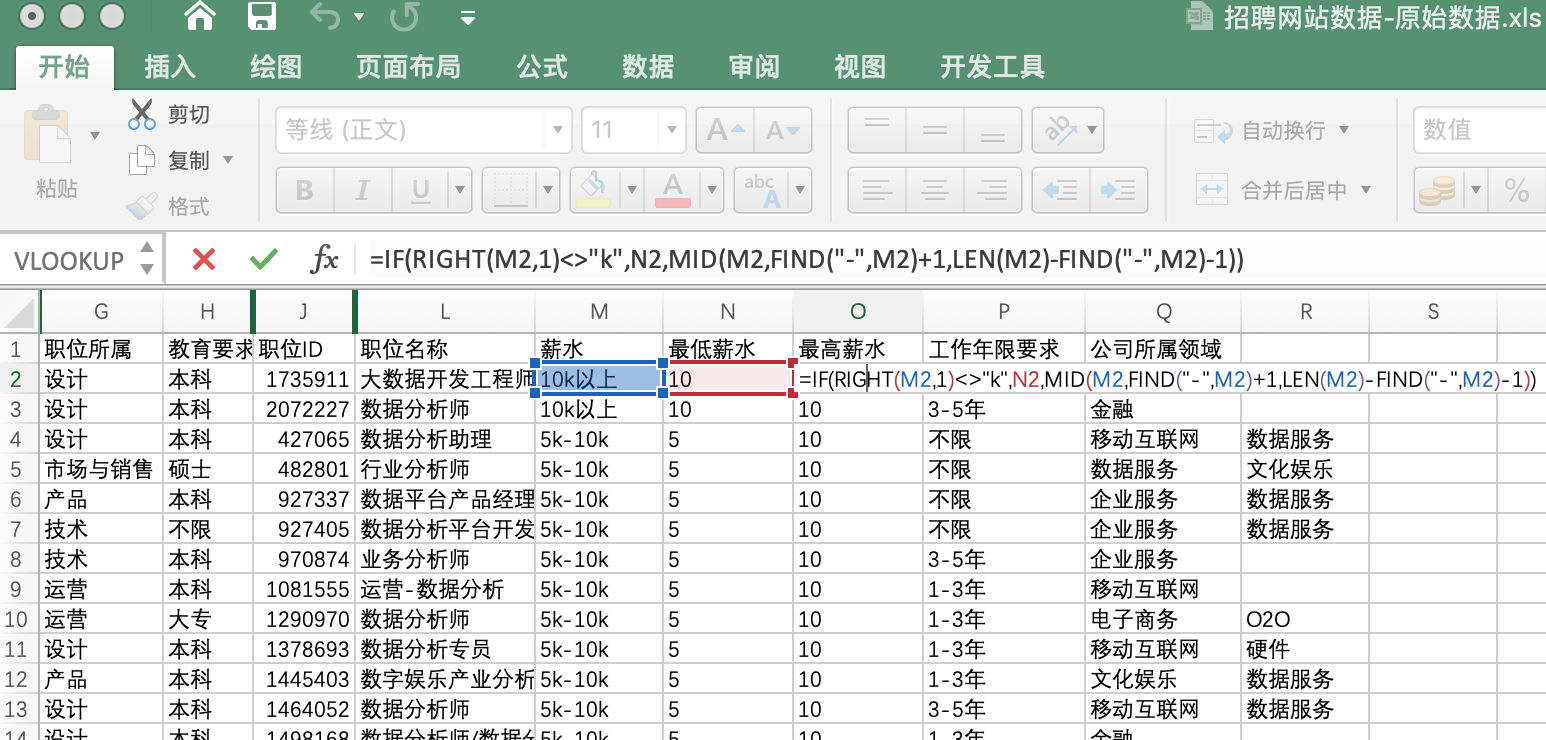 招聘网站数据-原始数据.xls
开始 插入 绘图 页面布局 公式 数据 审阅 视图 开发工具
粘贴 剪切 复制 格式
等线 (正文) 11 A A 自动换行 数值
B I U A abc A 合并后居中 %
VLOOKUP fx =IF(RIGHT(M2,1)<>"k",N2,MID(M2,FIND("-",M2)+1,LEN(M2)-FIND("-",M2)-1))
G H J L M N O P Q R S
1 职位所属 教育要求 职位ID 职位名称 薪水 最低薪水 最高薪水 工作年限要求 公司所属领域
2 设计 本科 1735911 大数据开发工程师 10k以上 10 =IF(RIGHT(M2,1)<>"k",N2,MID(M2,FIND("-",M2)+1,LEN(M2)-FIND("-",M2)-1))
3 设计 本科 2072227 数据分析师 10k以上 10 10 3-5年 金融
4 设计 本科 427065 数据分析助理 5k-10k 5 10 不限 移动互联网 数据服务
5 市场与销售 硕士 482801 行业分析师 5k-10k 5 10 不限 数据服务 文化娱乐
6 产品 本科 927337 数据平台产品经理 5k-10k 5 10 不限 企业服务 数据服务
7 技术 不限 927405 数据分析平台开发 5k-10k 5 10 不限 企业服务 数据服务
8 技术 本科 970874 业务分析师 5k-10k 5 10 3-5年 企业服务
9 运营 本科 1081555 运营-数据分析 5k-10k 5 10 1-3年 移动互联网
10 运营 大专 1290970 数据分析师 5k-10k 5 10 1-3年 电子商务 O2O
11 设计 本科 1378693 数据分析专员 5k-10k 5 10 1-3年 移动互联网 硬件
12 产品 本科 1445403 数字娱乐产业分析 5k-10k 5 10 1-3年 文化娱乐 数据服务
13 设计 本科 1464052 数据分析师 5k-10k 5 10 3-5年 移动互联网 数据服务
14 设计 本科 1498168 数据分析师/数据分 5k-10k 5 10 1-3年 金融